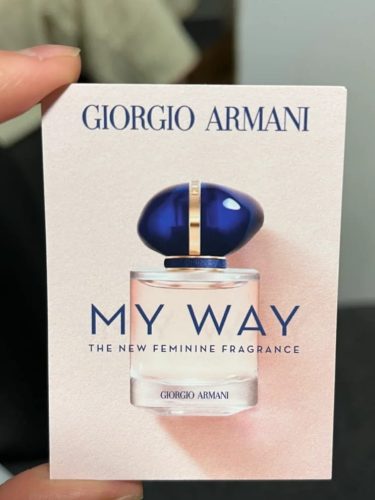 GIORGIO ARMANI
MY WAY
THE NEW FEMININE FRAGRANCE
GIORGIO ARMANI